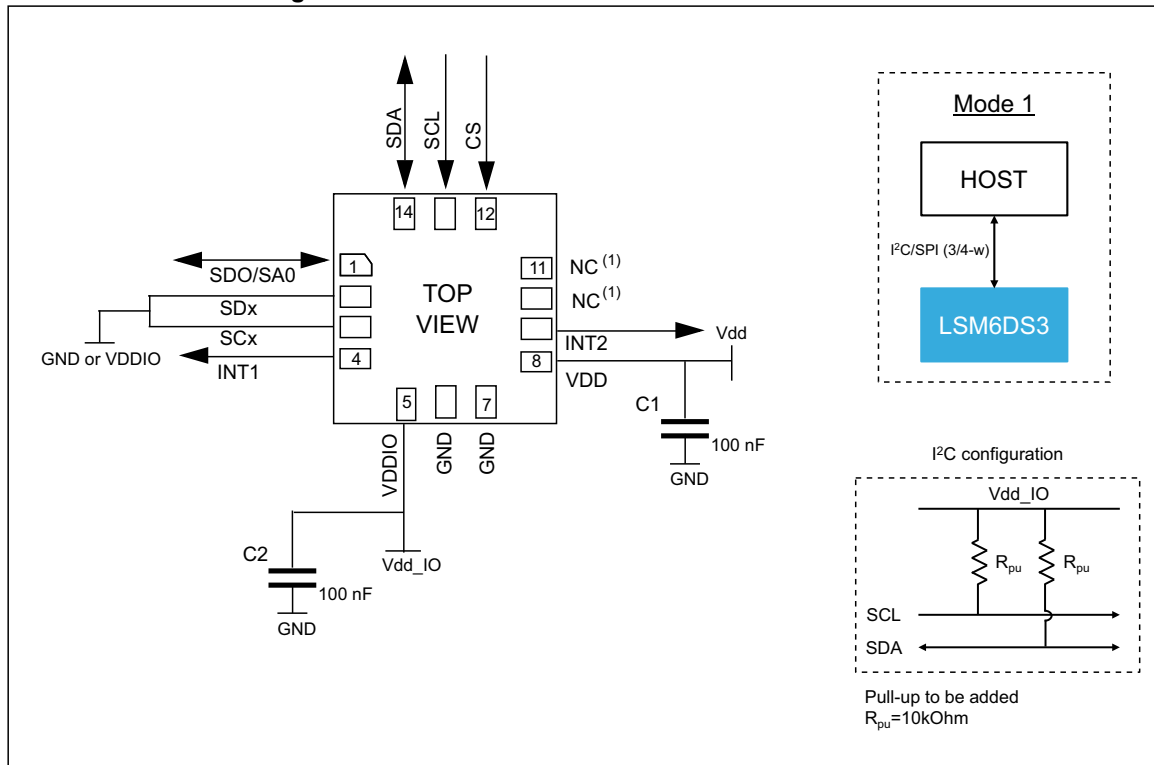 SDA
SCL
CS
14
12
1
SDO/SA0
SDx
SCx
GND or VDDIO
4
INT1
TOP
VIEW
11
NC (1)
NC (1)
INT2
Vdd
8
VDD
5
7
VDDIO
GND
GND
C1
100 nF
GND
C2
100 nF
GND
Vdd_IO
Mode 1
HOST
I²C/SPI (3/4-w)
LSM6DS3
I²C configuration
Vdd_IO
Rpu
Rpu
SCL
SDA
Pull-up to be added
Rpu=10kOhm